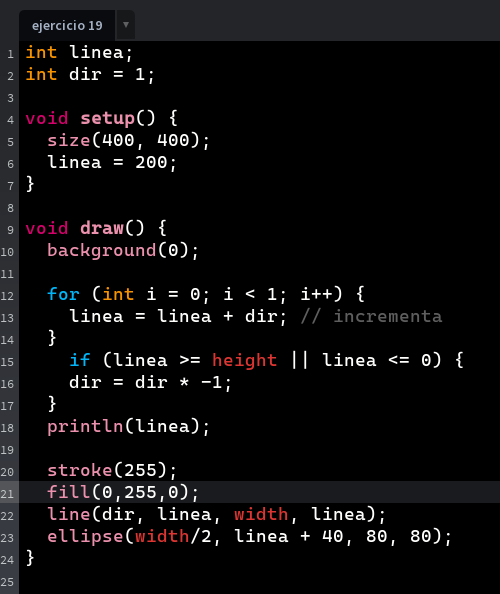 ejercicio 19
1 int linea;
2 int dir = 1;
3
4 void setup() {
5   size(400, 400);
6   linea = 200;
7 }
8
9 void draw() {
10   background(0);
11
12   for (int i = 0; i < 1; i++) {
13     linea = linea + dir; // incrementa
14   }
15     if (linea >= height || linea <= 0) {
16     dir = dir * -1;
17   }
18   println(linea);
19
20   stroke(255);
21   fill(0,255,0);
22   line(dir, linea, width, linea);
23   ellipse(width/2, linea + 40, 80, 80);
24 }
25